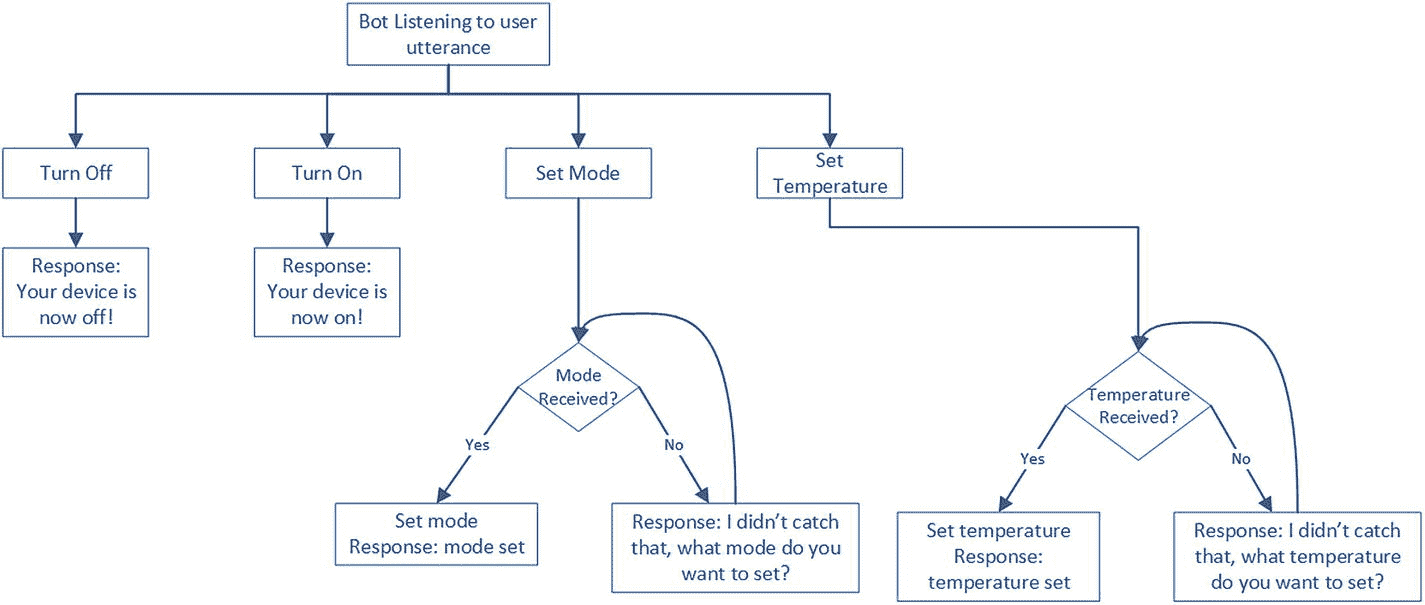 Bot Listening to user
utterance
Turn Off
Turn On
Set Mode
Set
Temperature
Response:
Your device is
now off!
Response:
Your device is
now on!
Mode
Received?
Yes
No
Set mode
Response: mode set
Response: I didn’t catch
that, what mode do you
want to set?
Temperature
Received?
Yes
No
Set temperature
Response:
temperature set
Response: I didn’t catch
that, what temperature
do you want to set?